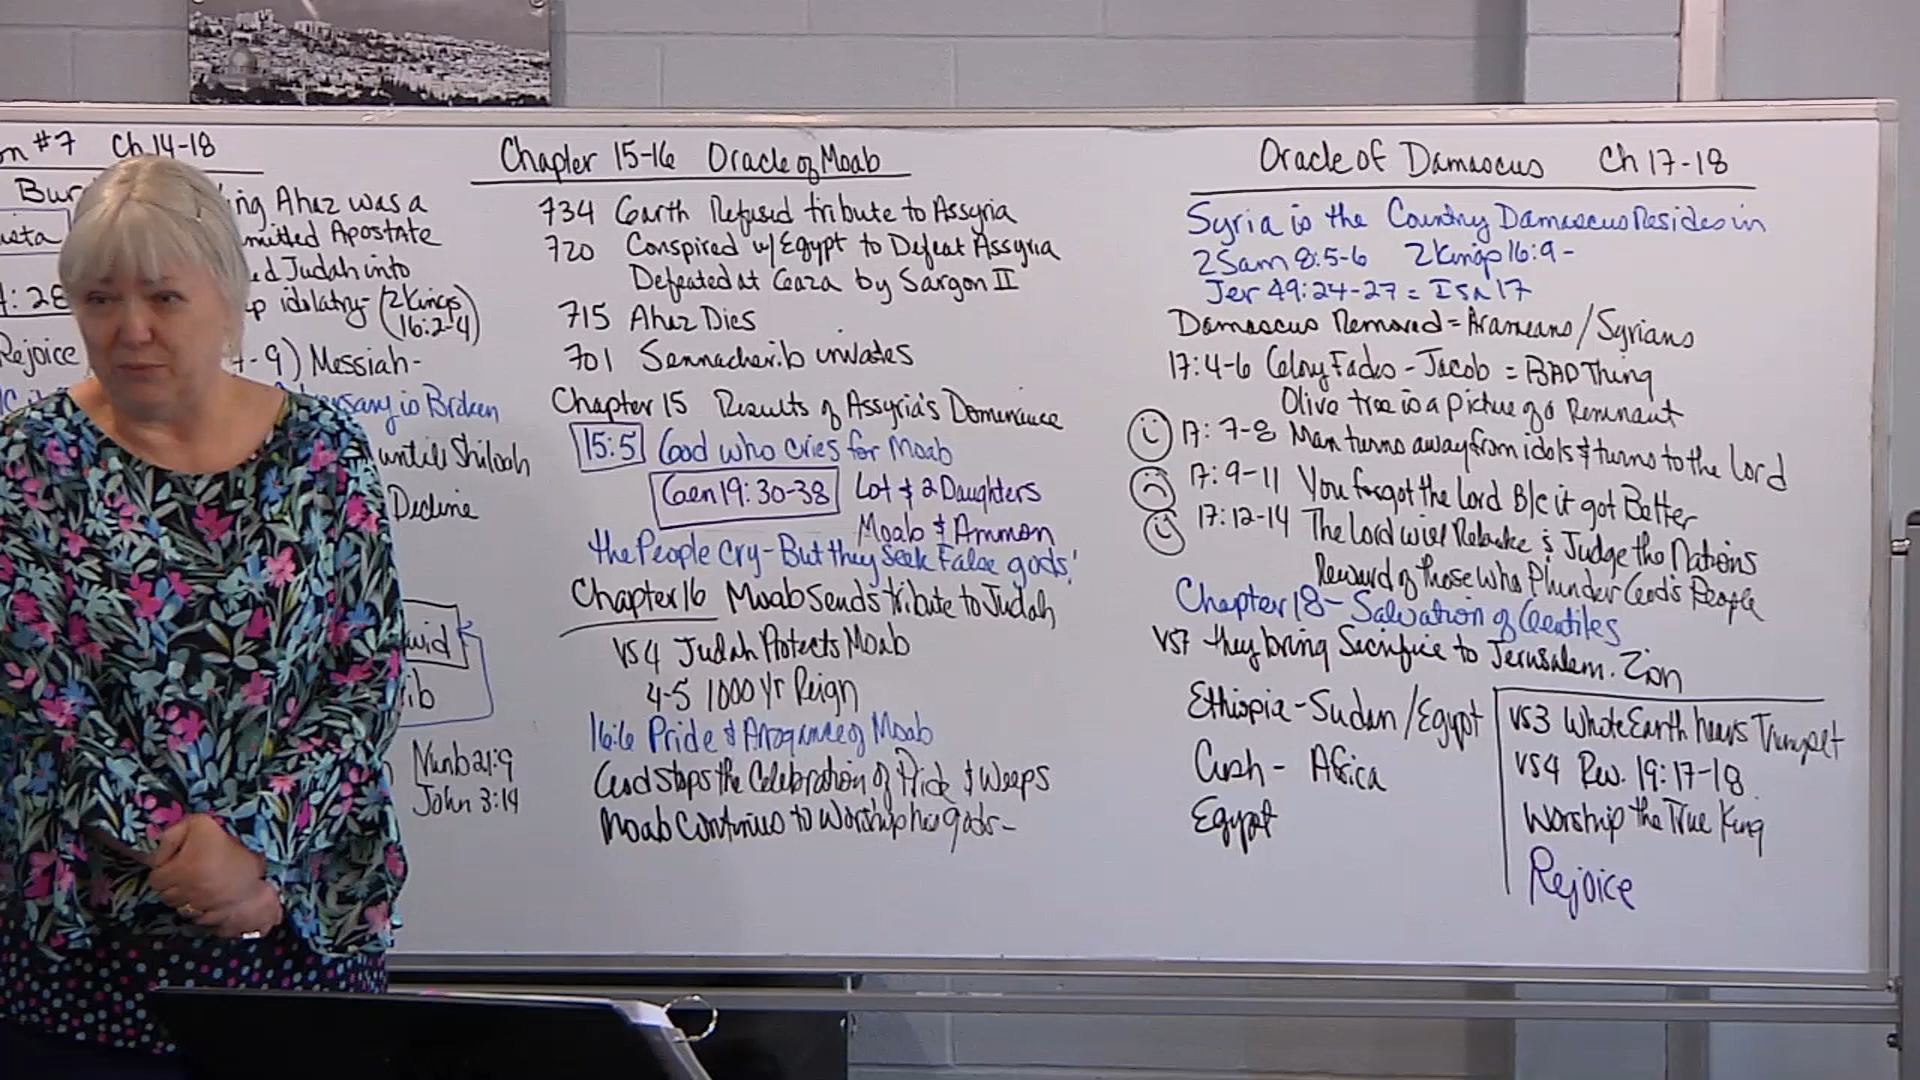 #7 Ch 14-18
Ahaz was a
Apostate
Judah into
idolatry (2 Kings
16:2-4)
Rejoice
9) Messiah-
is Broken
until Shiloah
Decline
Numb 21:9
John 3:14
Chapter 15-16 Oracle of Moab
734 Refused tribute to Assyria
720 Conspired w/Egypt to Defeat Assyria
Defeated at Gaza by Sargon II
715 Ahaz Dies
701 Sennacherib invades
Chapter 15 Results of Assyria's Dominance
15:5 God who cries for Moab
Gen 19:30-38 Lot & 2 Daughters
Moab & Ammon
the People Cry - But they Seek False gods!
Chapter 16 Moab Sends tribute to Judah
vs 4 Judah Protects Moab
4-5 1000 yr Reign
16:6 Pride & Arrogance of Moab
God stops the Celebration of Pride & Weeps
Moab Continues to Worship her gods-
Oracle of Damascus Ch 17-18
Syria is the Country Damascus Resides in
2 Sam 8:5-6 2 Kings 16:9-
Jer 49:24-27 = Isa 17
Damascus Removed = Arameans / Syrians
17:4-6 Glory Fades - Jacob = BAD Thing
Olive tree is a Picture of a Remnant
17:7-8 Man turns away from idols & turns to the Lord
17:9-11 You forgot the Lord B/c it got Better
17:12-14 The Lord will Rebuke & Judge the Nations
Reward of those who Plunder God's People
Chapter 18 - Salvation of Gentiles
vs 7 they bring Sacrifice to Jerusalem. Zion
Ethiopia - Sudan / Egypt
Cush - Africa
Egypt
vs 3 Whole Earth hears Trumpet
vs 4 Rev. 19:17-18
Worship the True King
Rejoice